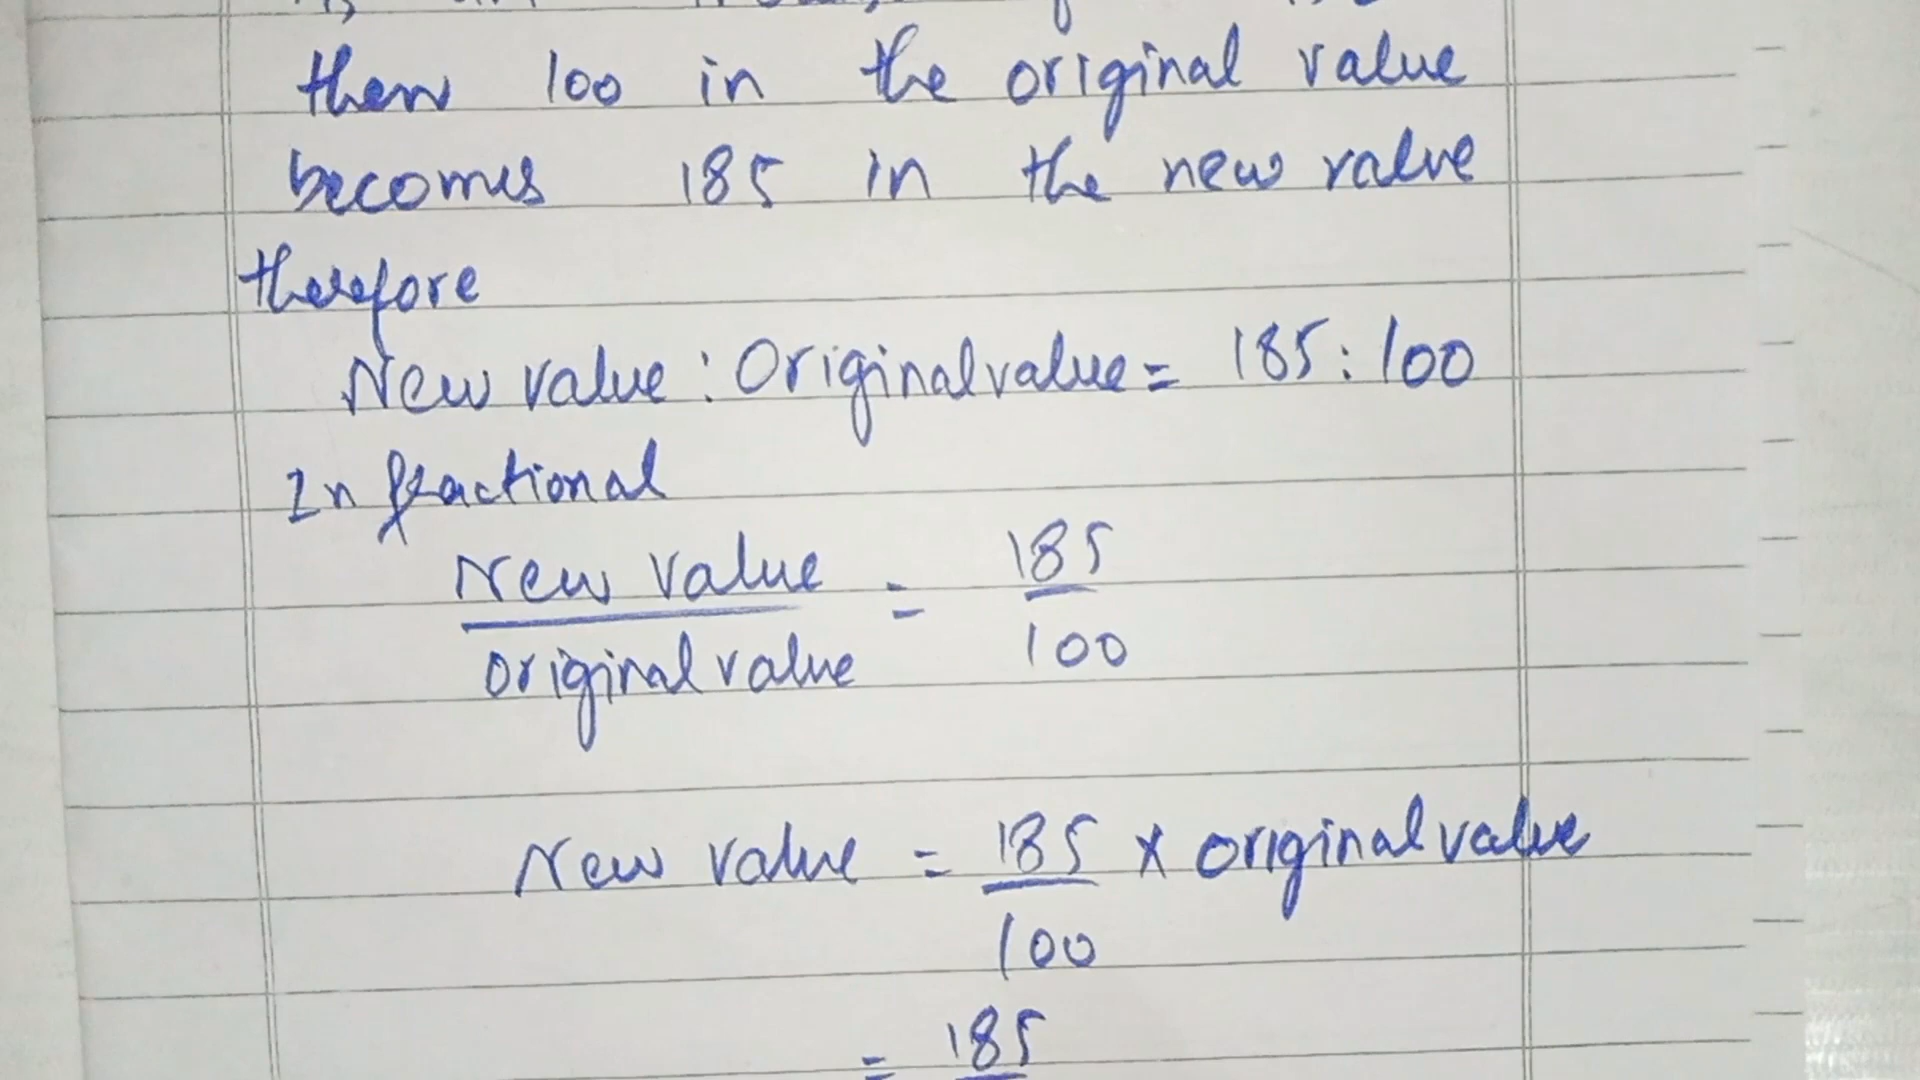 then 100 in the original value
becomes 185 in the new value
therefore
New value : Original value = 185 : 100
In fractional
New value = 185
original value 100
New value = 185 x original value
100
= 185